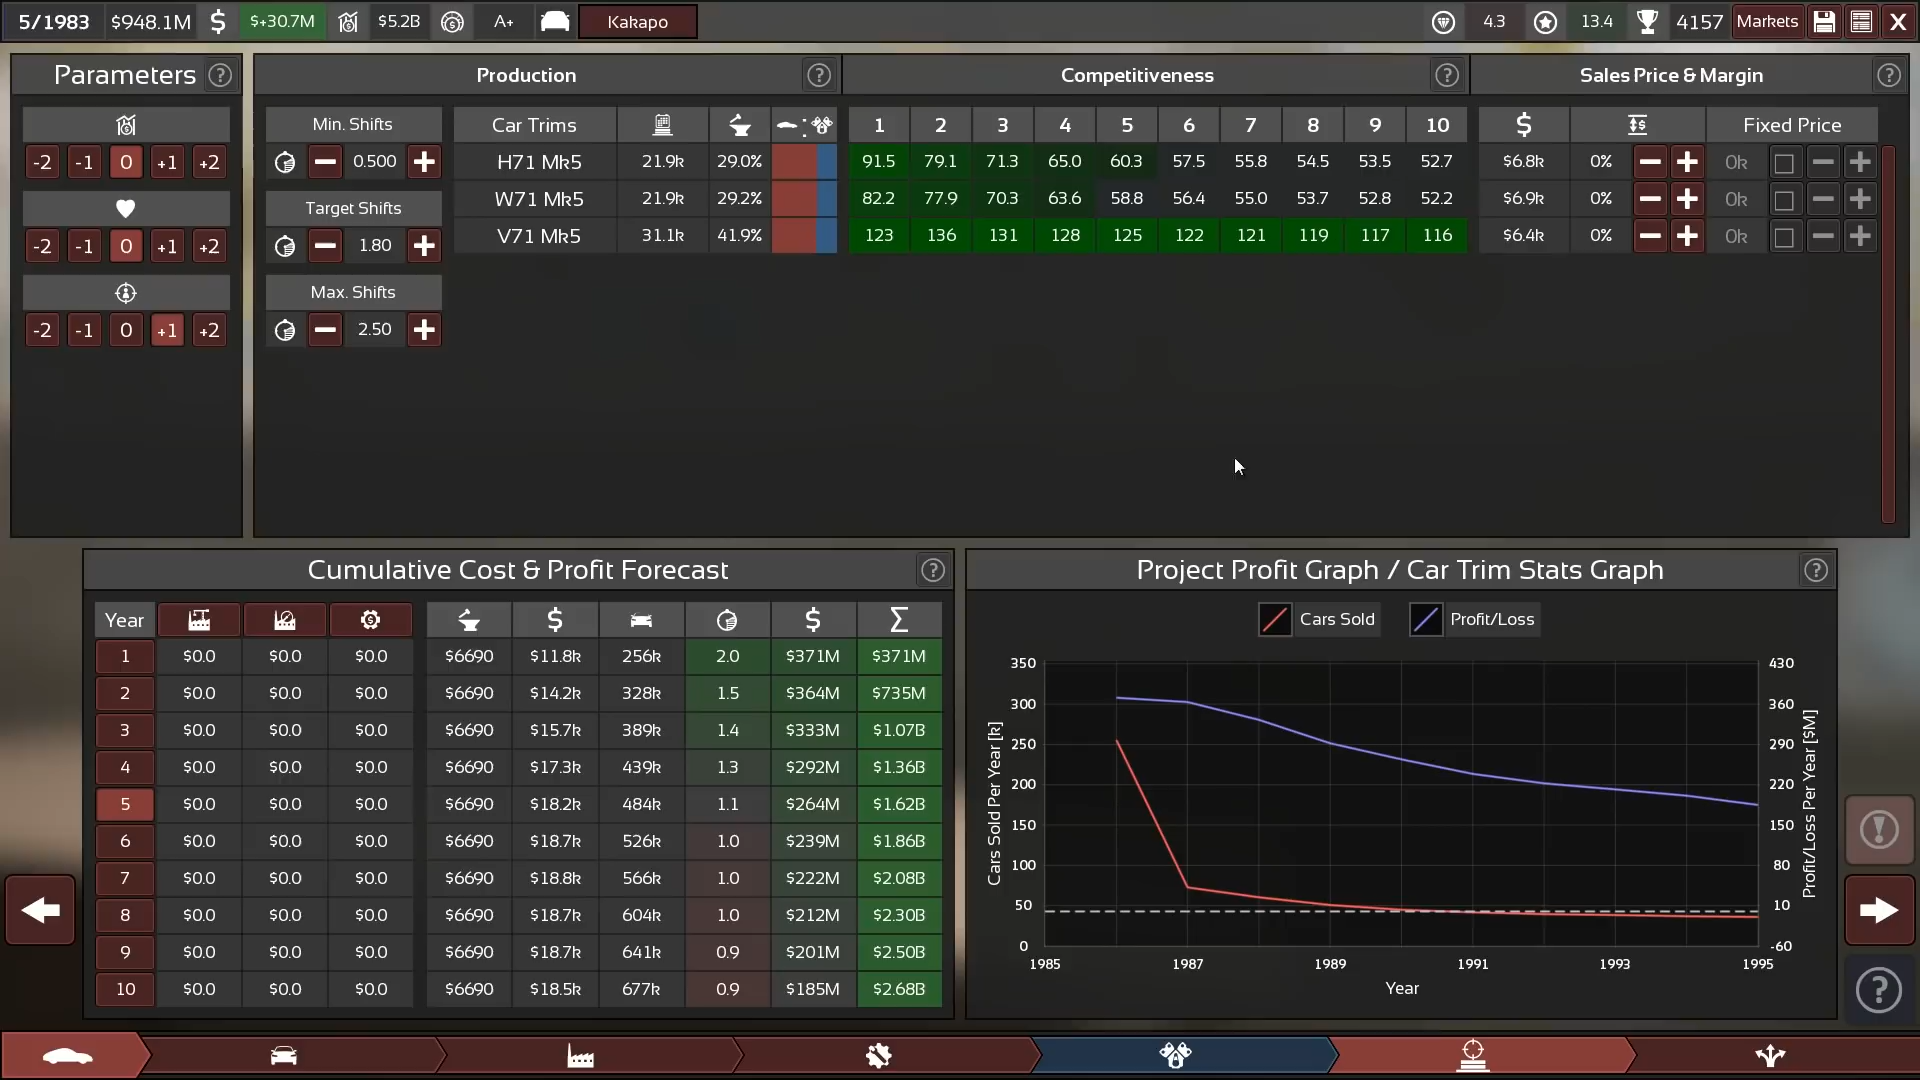 5/1983 $948.1M $+30.7M $5.2B A+ Kakapo 4.3 13.4 4157 Markets
Parameters
-2 -1 0 +1 +2
-2 -1 0 +1 +2
-2 -1 0 +1 +2
Production
Competitiveness
Sales Price & Margin
Min. Shifts
0.500
Target Shifts
1.80
Max. Shifts
2.50
Car Trims 1 2 3 4 5 6 7 8 9 10 $ Fixed Price
H71 Mk5 21.9k 29.0% 91.5 79.1 71.3 65.0 60.3 57.5 55.8 54.5 53.5 52.7 $6.8k 0% 0k
W71 Mk5 21.9k 29.2% 82.2 77.9 70.3 63.6 58.8 56.4 55.0 53.7 52.8 52.2 $6.9k 0% 0k
V71 Mk5 31.1k 41.9% 123 136 131 128 125 122 121 119 117 116 $6.4k 0% 0k
Cumulative Cost & Profit Forecast
Year $ $ Σ
1 $0.0 $0.0 $0.0 $6690 $11.8k 256k 2.0 $371M $371M
2 $0.0 $0.0 $0.0 $6690 $14.2k 328k 1.5 $364M $735M
3 $0.0 $0.0 $0.0 $6690 $15.7k 389k 1.4 $333M $1.07B
4 $0.0 $0.0 $0.0 $6690 $17.3k 439k 1.3 $292M $1.36B
5 $0.0 $0.0 $0.0 $6690 $18.2k 484k 1.1 $264M $1.62B
6 $0.0 $0.0 $0.0 $6690 $18.7k 526k 1.0 $239M $1.86B
7 $0.0 $0.0 $0.0 $6690 $18.8k 566k 1.0 $222M $2.08B
8 $0.0 $0.0 $0.0 $6690 $18.7k 604k 1.0 $212M $2.30B
9 $0.0 $0.0 $0.0 $6690 $18.7k 641k 0.9 $201M $2.50B
10 $0.0 $0.0 $0.0 $6690 $18.5k 677k 0.9 $185M $2.68B
Project Profit Graph / Car Trim Stats Graph
Cars Sold Profit/Loss
Cars Sold Per Year [k]
350
300
250
200
150
100
50
0
430
360
290
220
150
80
10
-60
Profit/Loss Per Year [$M]
1985 1987 1989 1991 1993 1995
Year